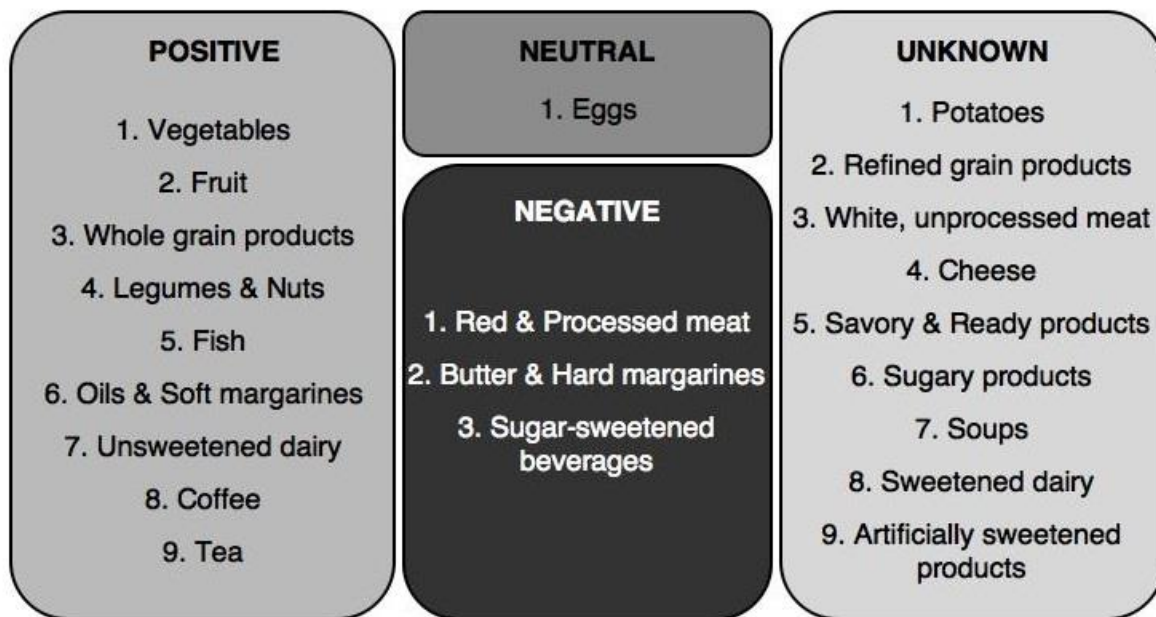 POSITIVE
1. Vegetables
2. Fruit
3. Whole grain products
4. Legumes & Nuts
5. Fish
6. Oils & Soft margarines
7. Unsweetened dairy
8. Coffee
9. Tea
NEUTRAL
1. Eggs
NEGATIVE
1. Red & Processed meat
2. Butter & Hard margarines
3. Sugar-sweetened
beverages
UNKNOWN
1. Potatoes
2. Refined grain products
3. White, unprocessed meat
4. Cheese
5. Savory & Ready products
6. Sugary products
7. Soups
8. Sweetened dairy
9. Artificially sweetened
products